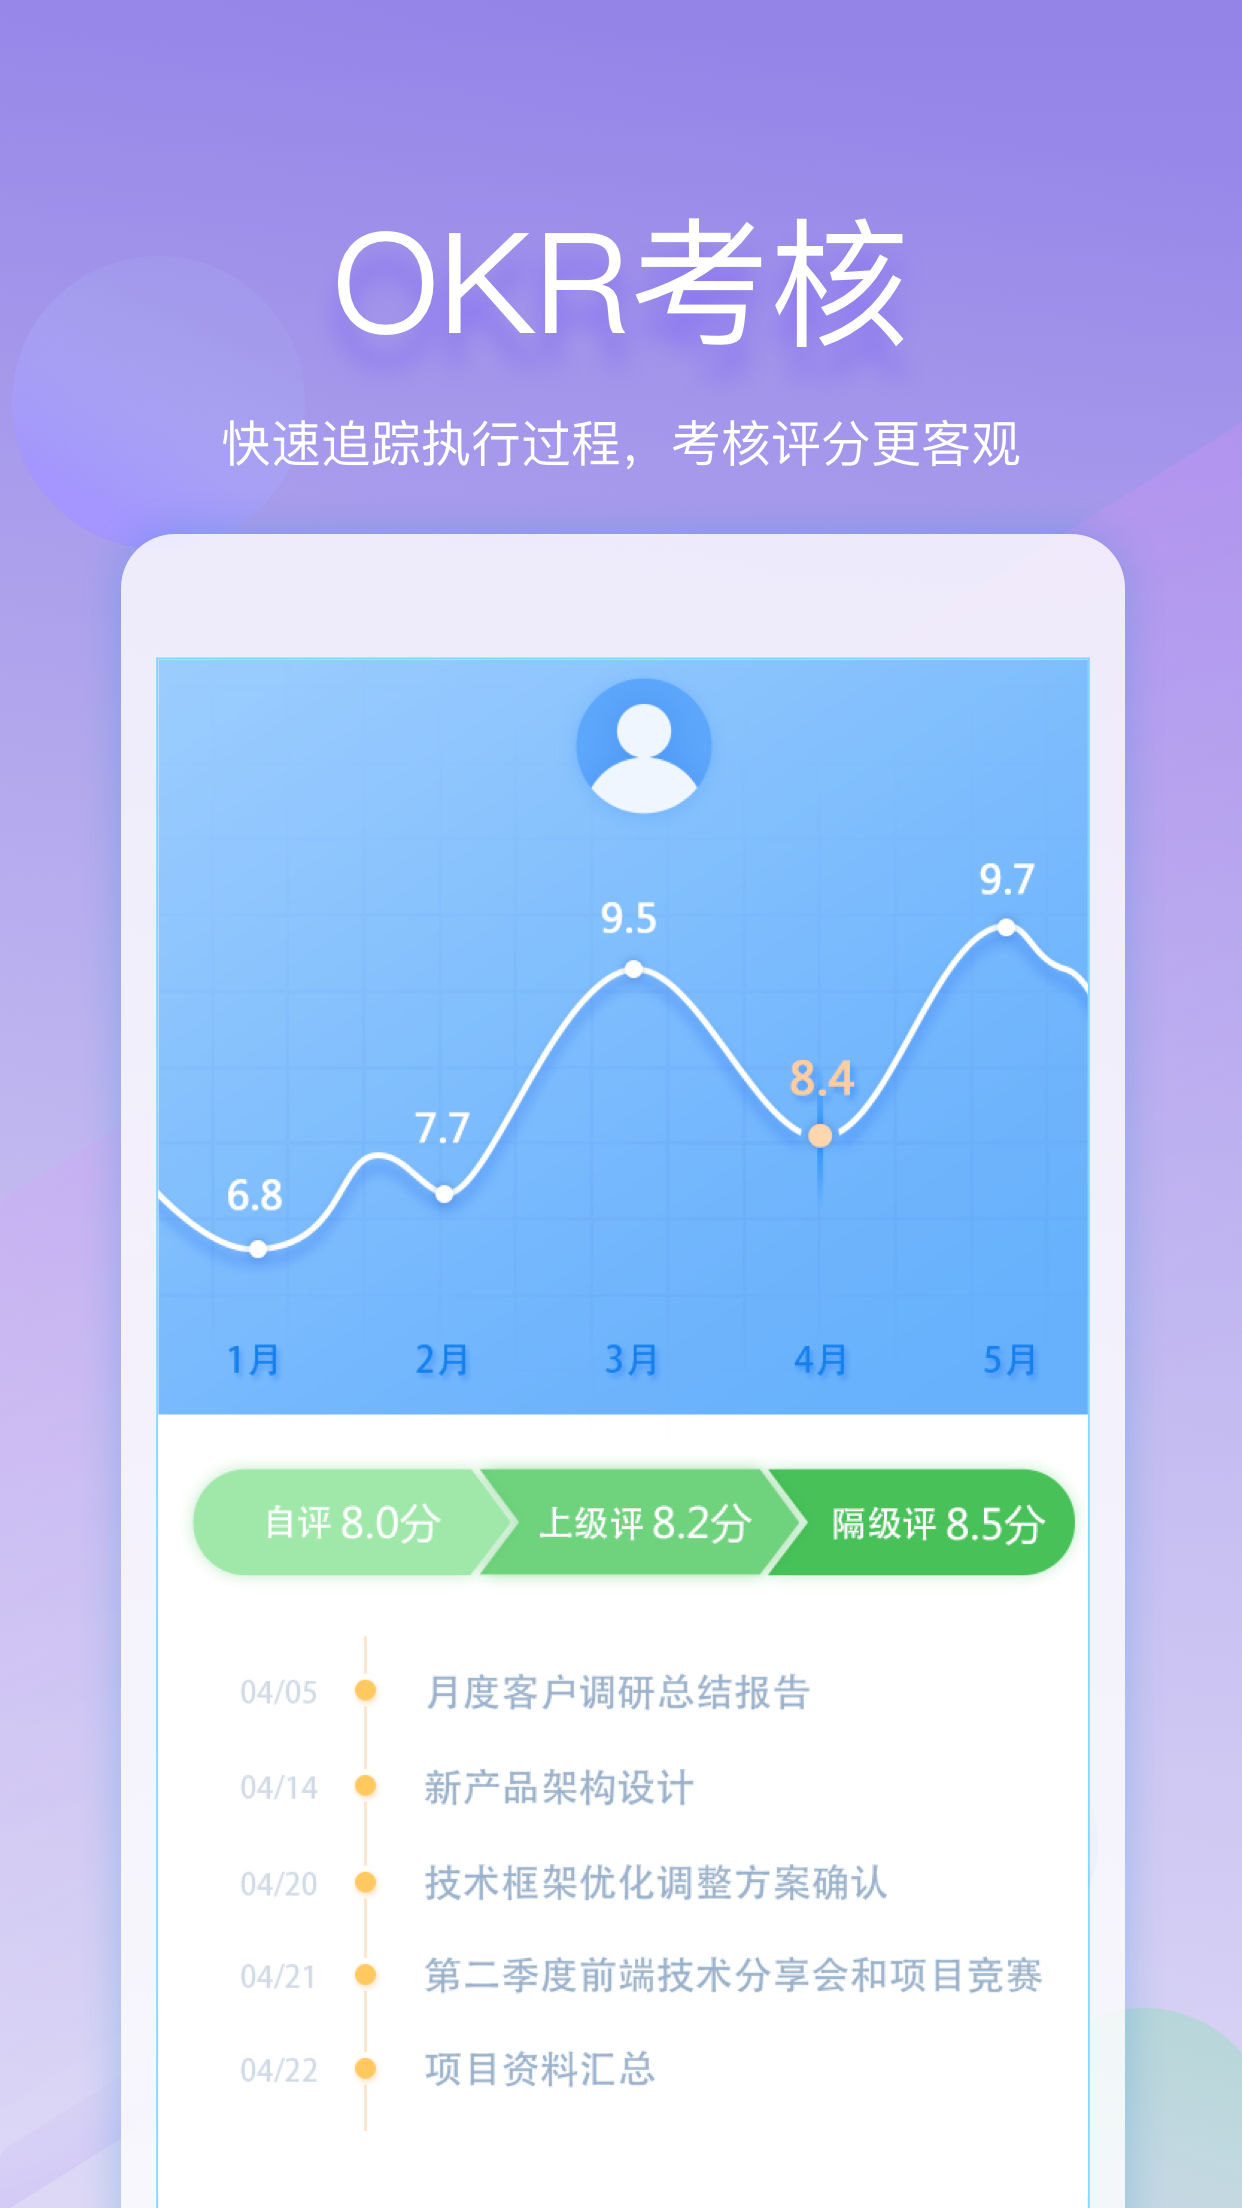 OKR考核
快速追踪执行过程，考核评分更客观
9.7
9.5
8.4
7.7
6.8
1月 2月 3月 4月 5月
自评 8.0分 上级评 8.2分 隔级评 8.5分
04/05 月度客户调研总结报告
04/14 新产品架构设计
04/20 技术框架优化调整方案确认
04/21 第二季度前端技术分享会和项目竞赛
04/22 项目资料汇总